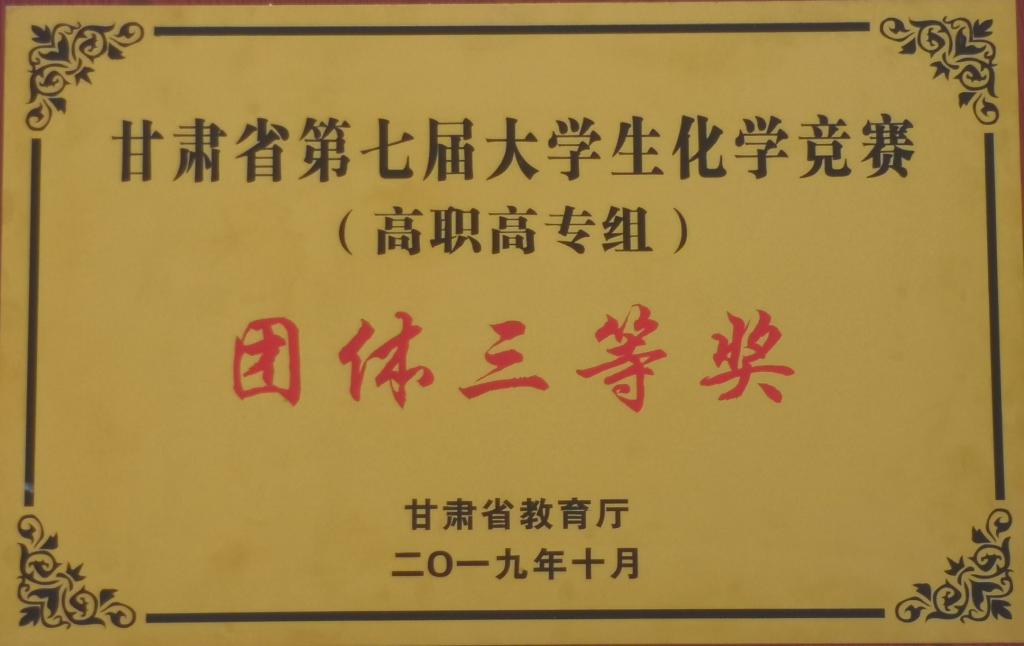 甘肃省第七届大学生化学竞赛
（高职高专组）
团体三等奖
甘肃省教育厅
二〇一九年十月